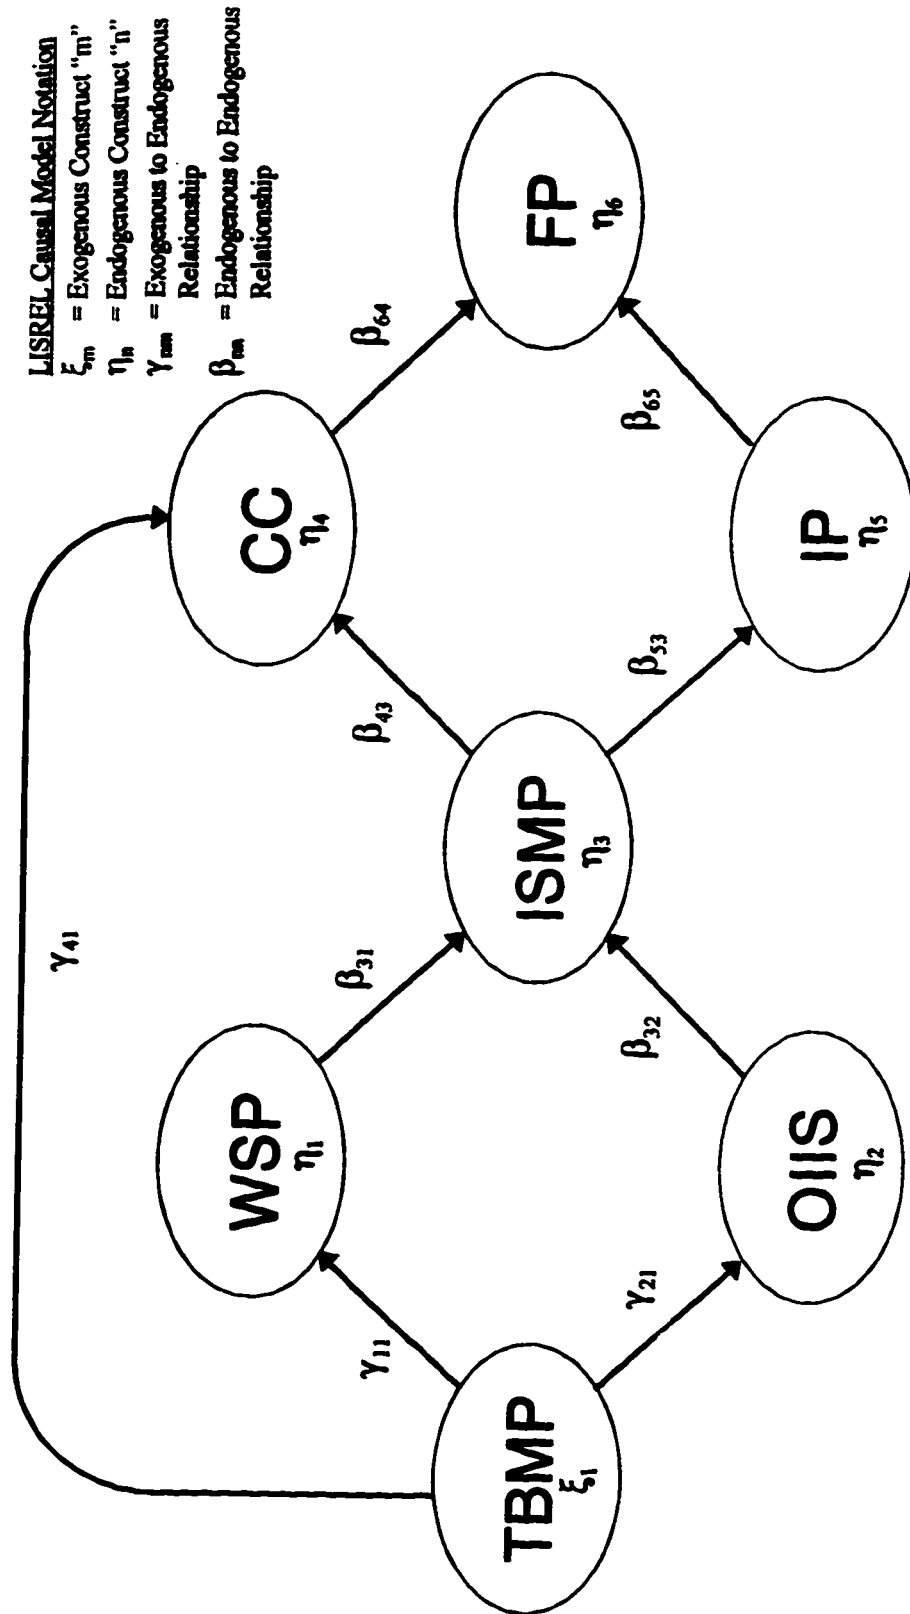 LISREL Causal Model Notation
ξm = Exogenous Construct “m”
ηn = Endogenous Construct “n”
γnm = Exogenous to Endogenous
Relationship
βnn = Endogenous to Endogenous
Relationship
γ41
WSP
η1
CC
η4
γ11
β31
β43
β64
TBMP
ξ1
ISMP
η3
FP
η6
γ21
β32
β53
β65
OIIS
η2
IP
η5